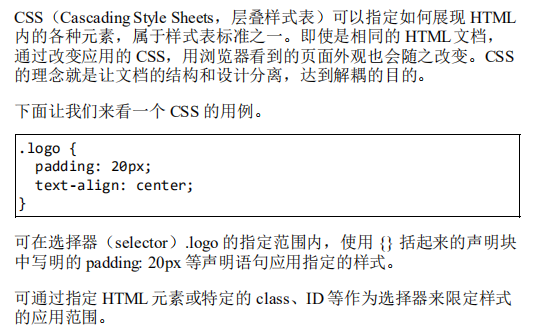 CSS（Cascading Style Sheets，层叠样式表）可以指定如何展现 HTML
内的各种元素，属于样式表标准之一。即使是相同的 HTML 文档，
通过改变应用的 CSS，用浏览器看到的页面外观也会随之改变。CSS
的理念就是让文档的结构和设计分离，达到解耦的目的。
下面让我们来看一个 CSS 的用例。
.logo {
  padding: 20px;
  text-align: center;
}
可在选择器（selector）.logo 的指定范围内，使用 {} 括起来的声明块
中写明的 padding: 20px 等声明语句应用指定的样式。
可通过指定 HTML 元素或特定的 class、ID 等作为选择器来限定样式
的应用范围。